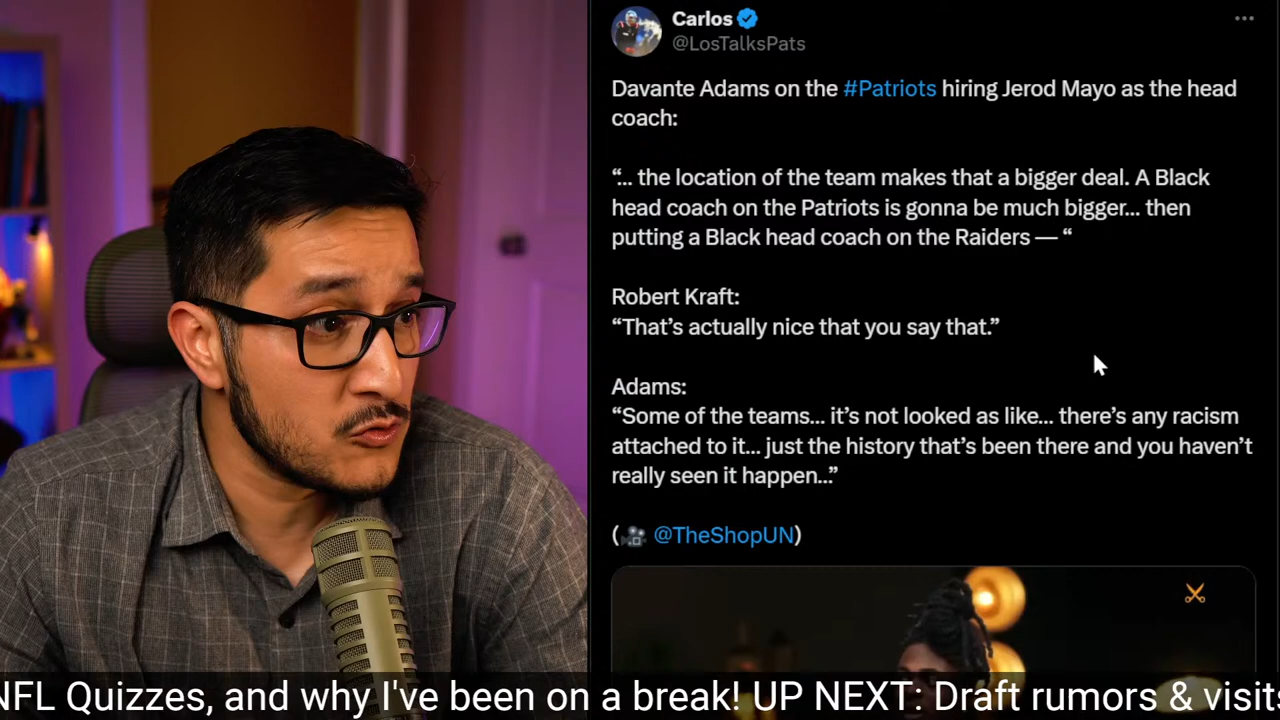 Carlos
@LosTalksPats
Davante Adams on the #Patriots hiring Jerod Mayo as the head
coach:
“... the location of the team makes that a bigger deal. A Black
head coach on the Patriots is gonna be much bigger... then
putting a Black head coach on the Raiders — “
Robert Kraft:
“That’s actually nice that you say that.”
Adams:
“Some of the teams... it’s not looked as like... there’s any racism
attached to it... just the history that’s been there and you haven’t
really seen it happen...”
(🎥 @TheShopUN)
NFL Quizzes, and why I've been on a break! UP NEXT: Draft rumors & visits